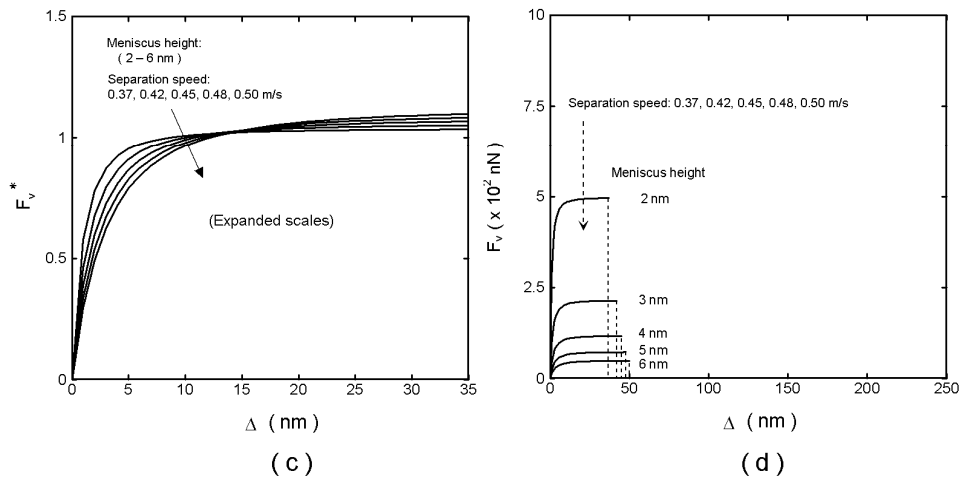 1.5
1
0.5
0
F_v*
Meniscus height:
( 2 – 6 nm )
Separation speed:
0.37, 0.42, 0.45, 0.48, 0.50 m/s
(Expanded scales)
0 5 10 15 20 25 30 35
Δ ( nm )
( c )
10
7.5
5
2.5
0
F_v ( x 10² nN )
Separation speed: 0.37, 0.42, 0.45, 0.48, 0.50 m/s
Meniscus height
2 nm
3 nm
4 nm
5 nm
6 nm
0 50 100 150 200 250
Δ ( nm )
( d )